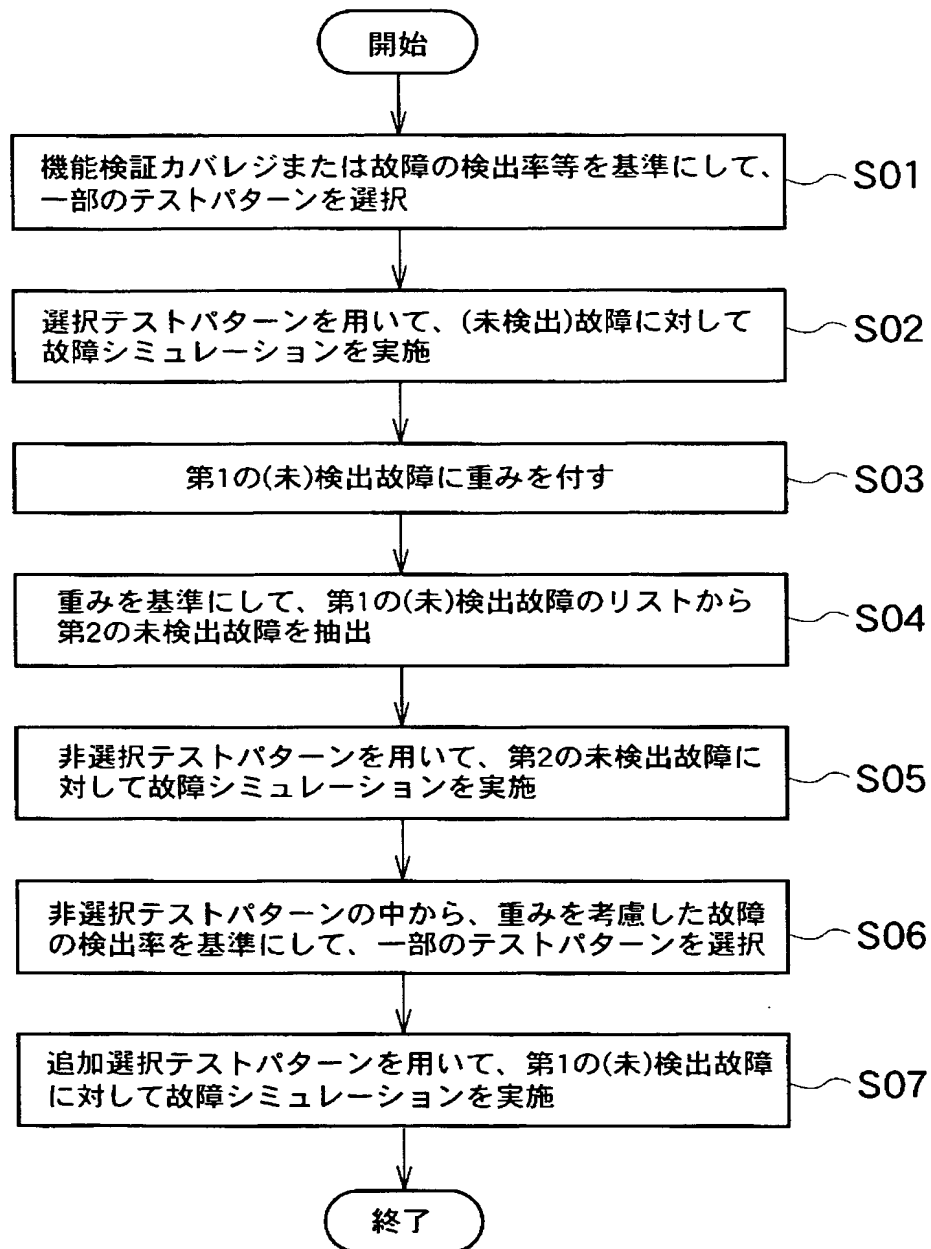 開始
機能検証カバレジまたは故障の検出率等を基準にして、
一部のテストパターンを選択
S01
選択テストパターンを用いて、(未検出)故障に対して
故障シミュレーションを実施
S02
第1の(未)検出故障に重みを付す
S03
重みを基準にして、第1の(未)検出故障のリストから
第2の未検出故障を抽出
S04
非選択テストパターンを用いて、第2の未検出故障に
対して故障シミュレーションを実施
S05
非選択テストパターンの中から、重みを考慮した故障
の検出率を基準にして、一部のテストパターンを選択
S06
追加選択テストパターンを用いて、第1の(未)検出故障
に対して故障シミュレーションを実施
S07
終了